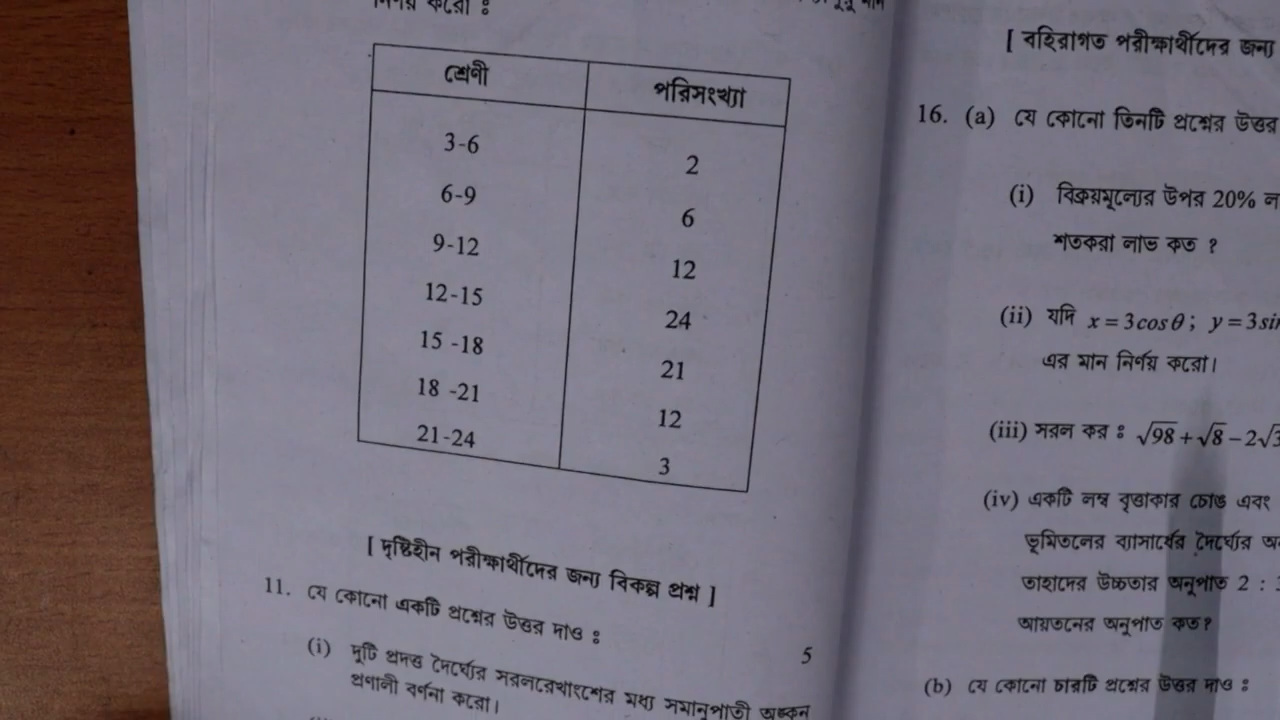 নির্ণয় করো :
শ্রেণী পরিসংখ্যা
3-6 2
6-9 6
9-12 12
12-15 24
15 -18 21
18 -21 12
21-24 3
[ দৃষ্টিহীন পরীক্ষার্থীদের জন্য বিকল্প প্রশ্ন ]
11. যে কোনো একটি প্রশ্নের উত্তর দাও : 5
(i) দুটি প্রদত্ত দৈর্ঘ্যের সরলরেখাংশের মধ্য সমানুপাতী অঙ্কন
প্রণালী বর্ণনা করো।
[ বহিরাগত পরীক্ষার্থীদের জন্য
16. (a) যে কোনো তিনটি প্রশ্নের উত্তর
(i) বিক্রয়মূল্যের উপর 20%
শতকরা লাভ কত ?
(ii) যদি x = 3cos θ ; y = 3sin
এর মান নির্ণয় করো।
(iii) সরল কর : √98 + √8 – 2√3
(iv) একটি লম্ব বৃত্তাকার চোঙ এবং
ভূমিতলের ব্যাসার্ধের দৈর্ঘ্যের
তাহাদের উচ্চতার অনুপাত 2 :
আয়তনের অনুপাত কত?
(b) যে কোনো চারটি প্রশ্নের উত্তর দাও :